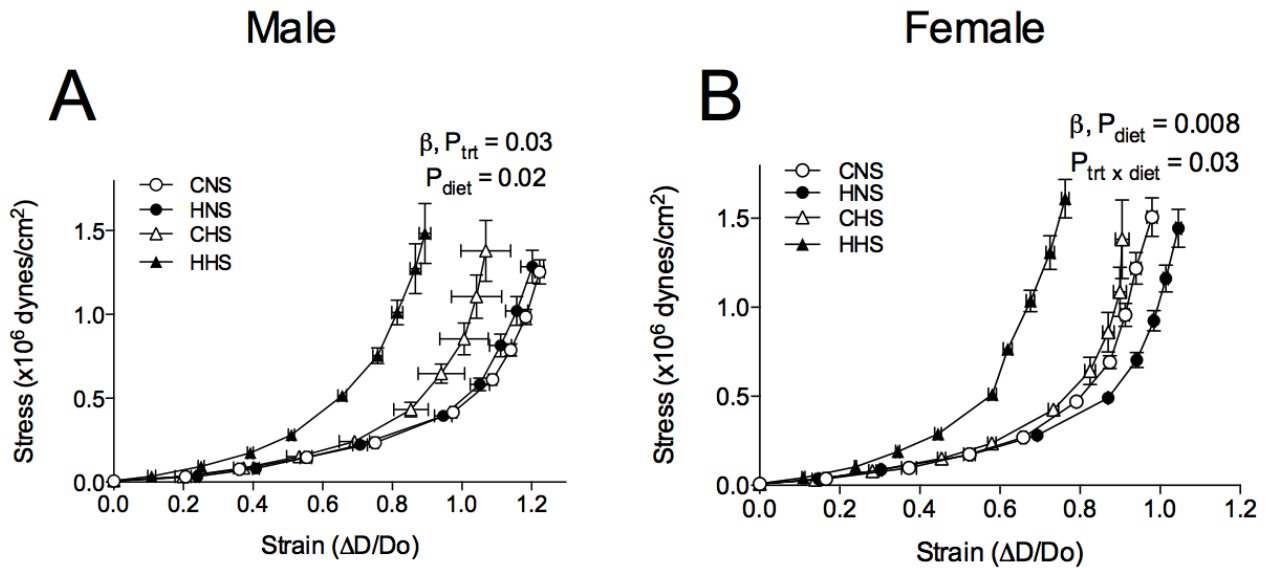 Male
A
β, Ptrt = 0.03
Pdiet = 0.02
CNS
HNS
CHS
HHS
Stress (x10⁶ dynes/cm²)
1.5
1.0
0.5
0.0
0.0 0.2 0.4 0.6 0.8 1.0 1.2
Strain (ΔD/Do)
Female
B
β, Pdiet = 0.008
Ptrt x diet = 0.03
CNS
HNS
CHS
HHS
Stress (x10⁶ dynes/cm²)
1.5
1.0
0.5
0.0
0.0 0.2 0.4 0.6 0.8 1.0 1.2
Strain (ΔD/Do)